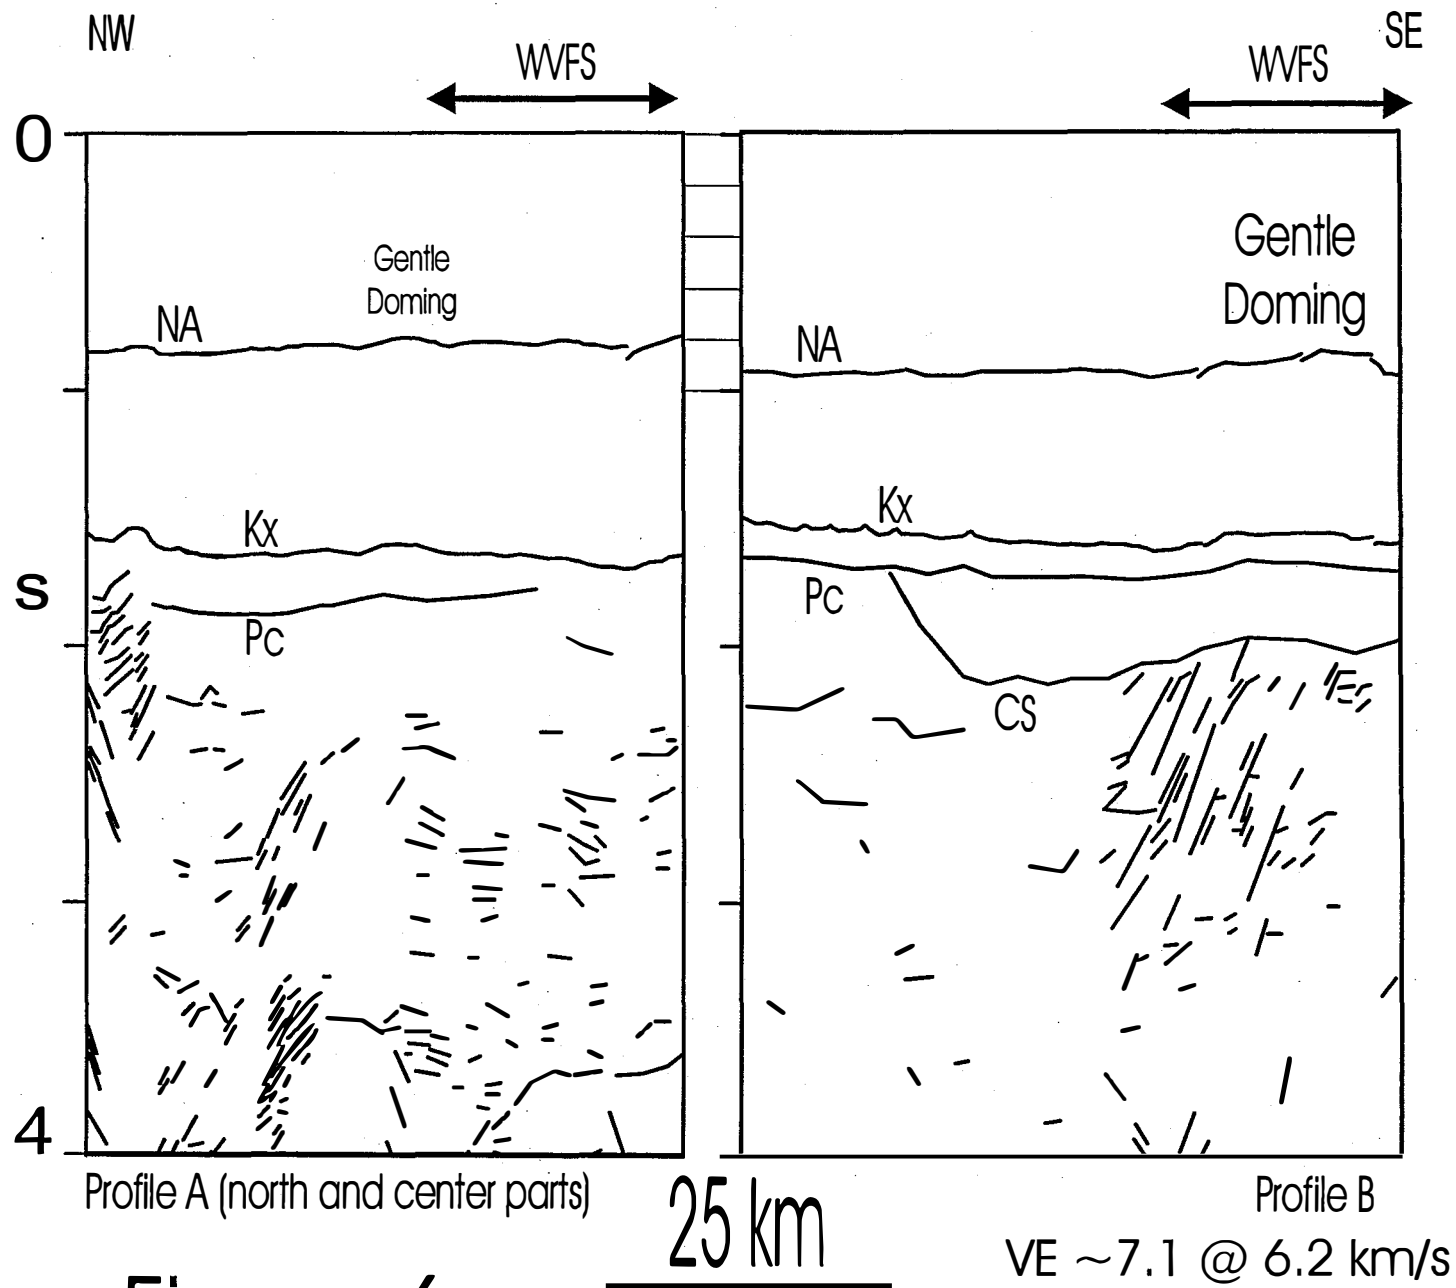 NW
SE
WVFS
WVFS
0
Gentle
Doming
Gentle
Doming
NA
NA
Kx
Kx
s
Pc
Pc
CS
4
Profile A (north and center parts)
25 km
Profile B
VE ~7.1 @ 6.2 km/s